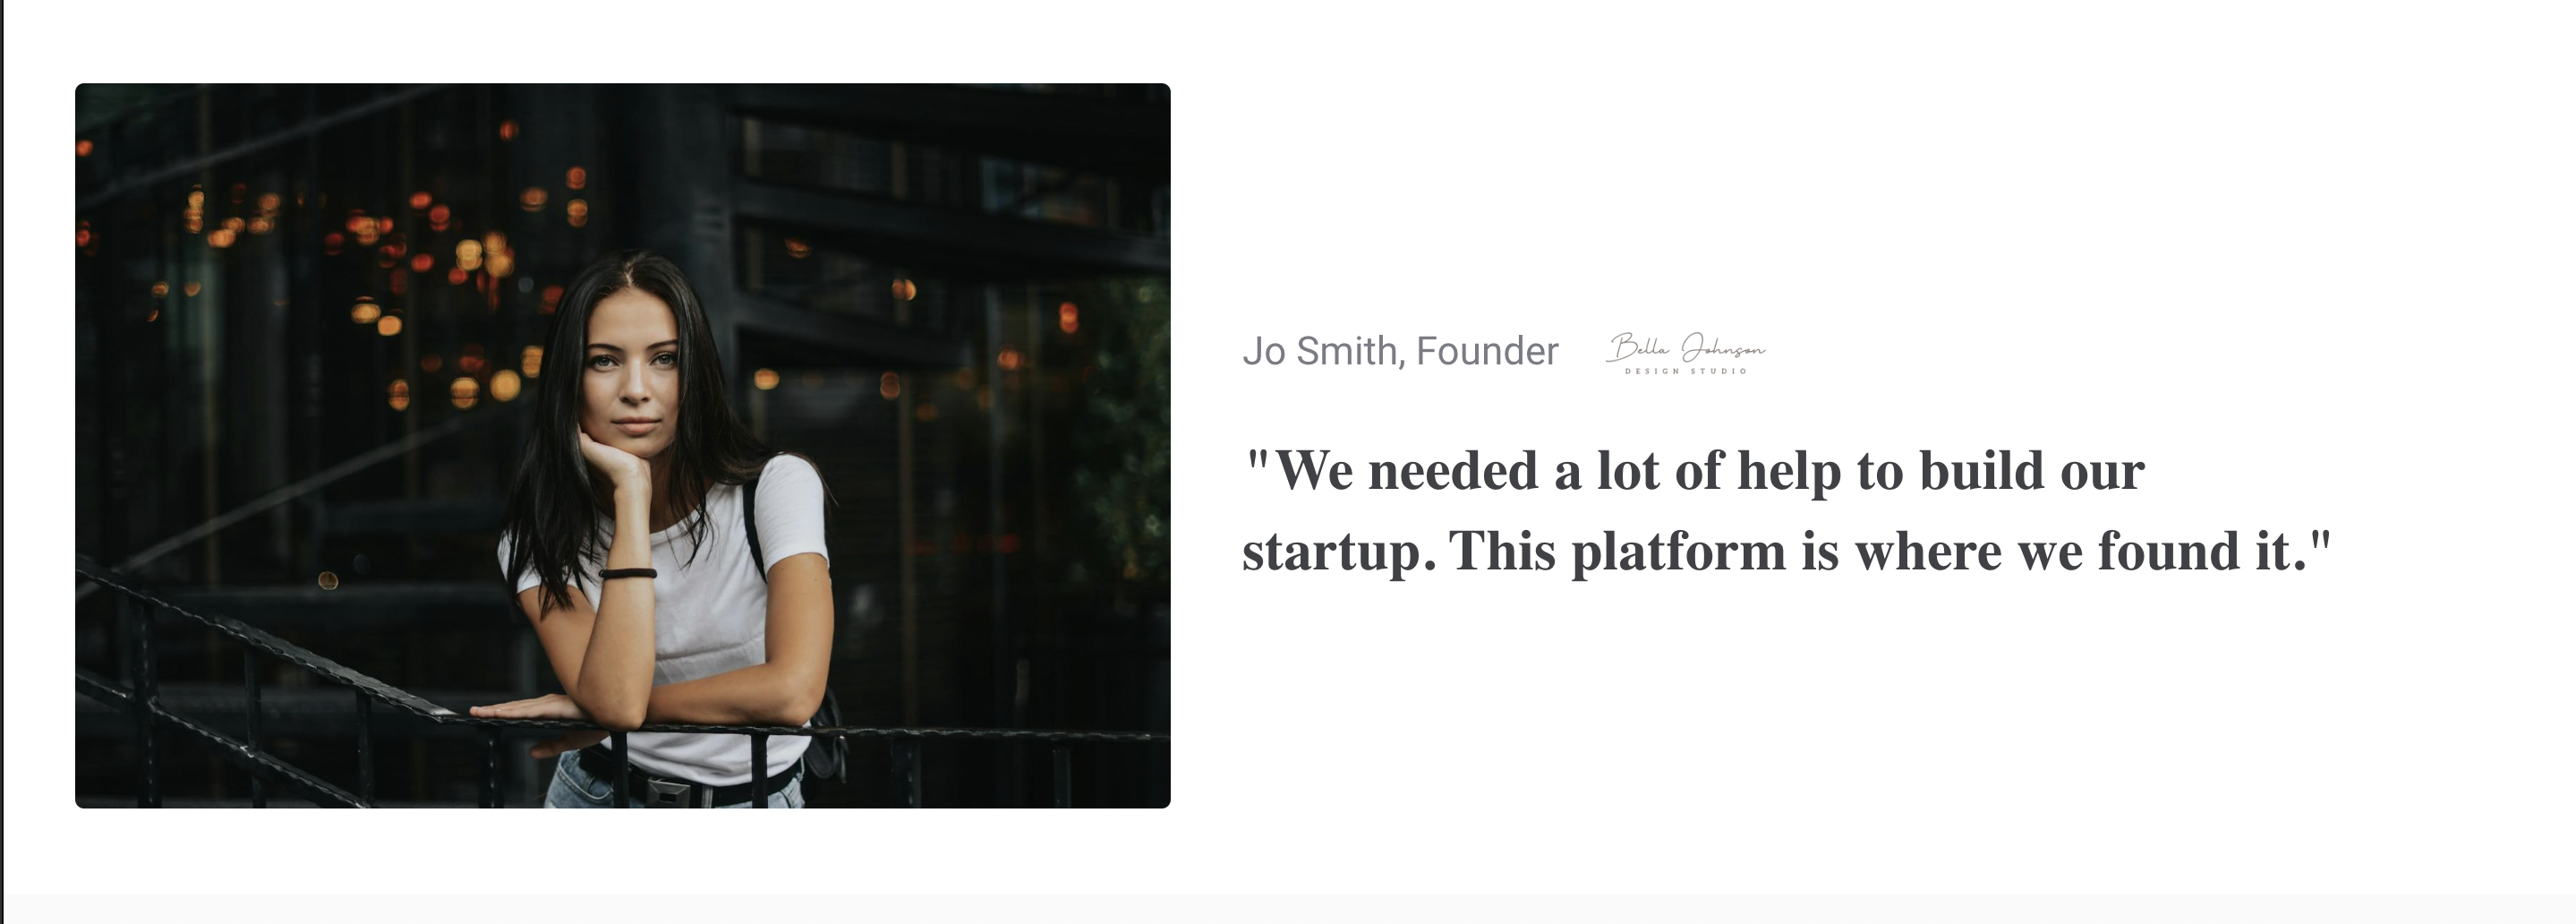 Jo Smith, Founder
Bella Johnson
DESIGN STUDIO
"We needed a lot of help to build our
startup. This platform is where we found it."